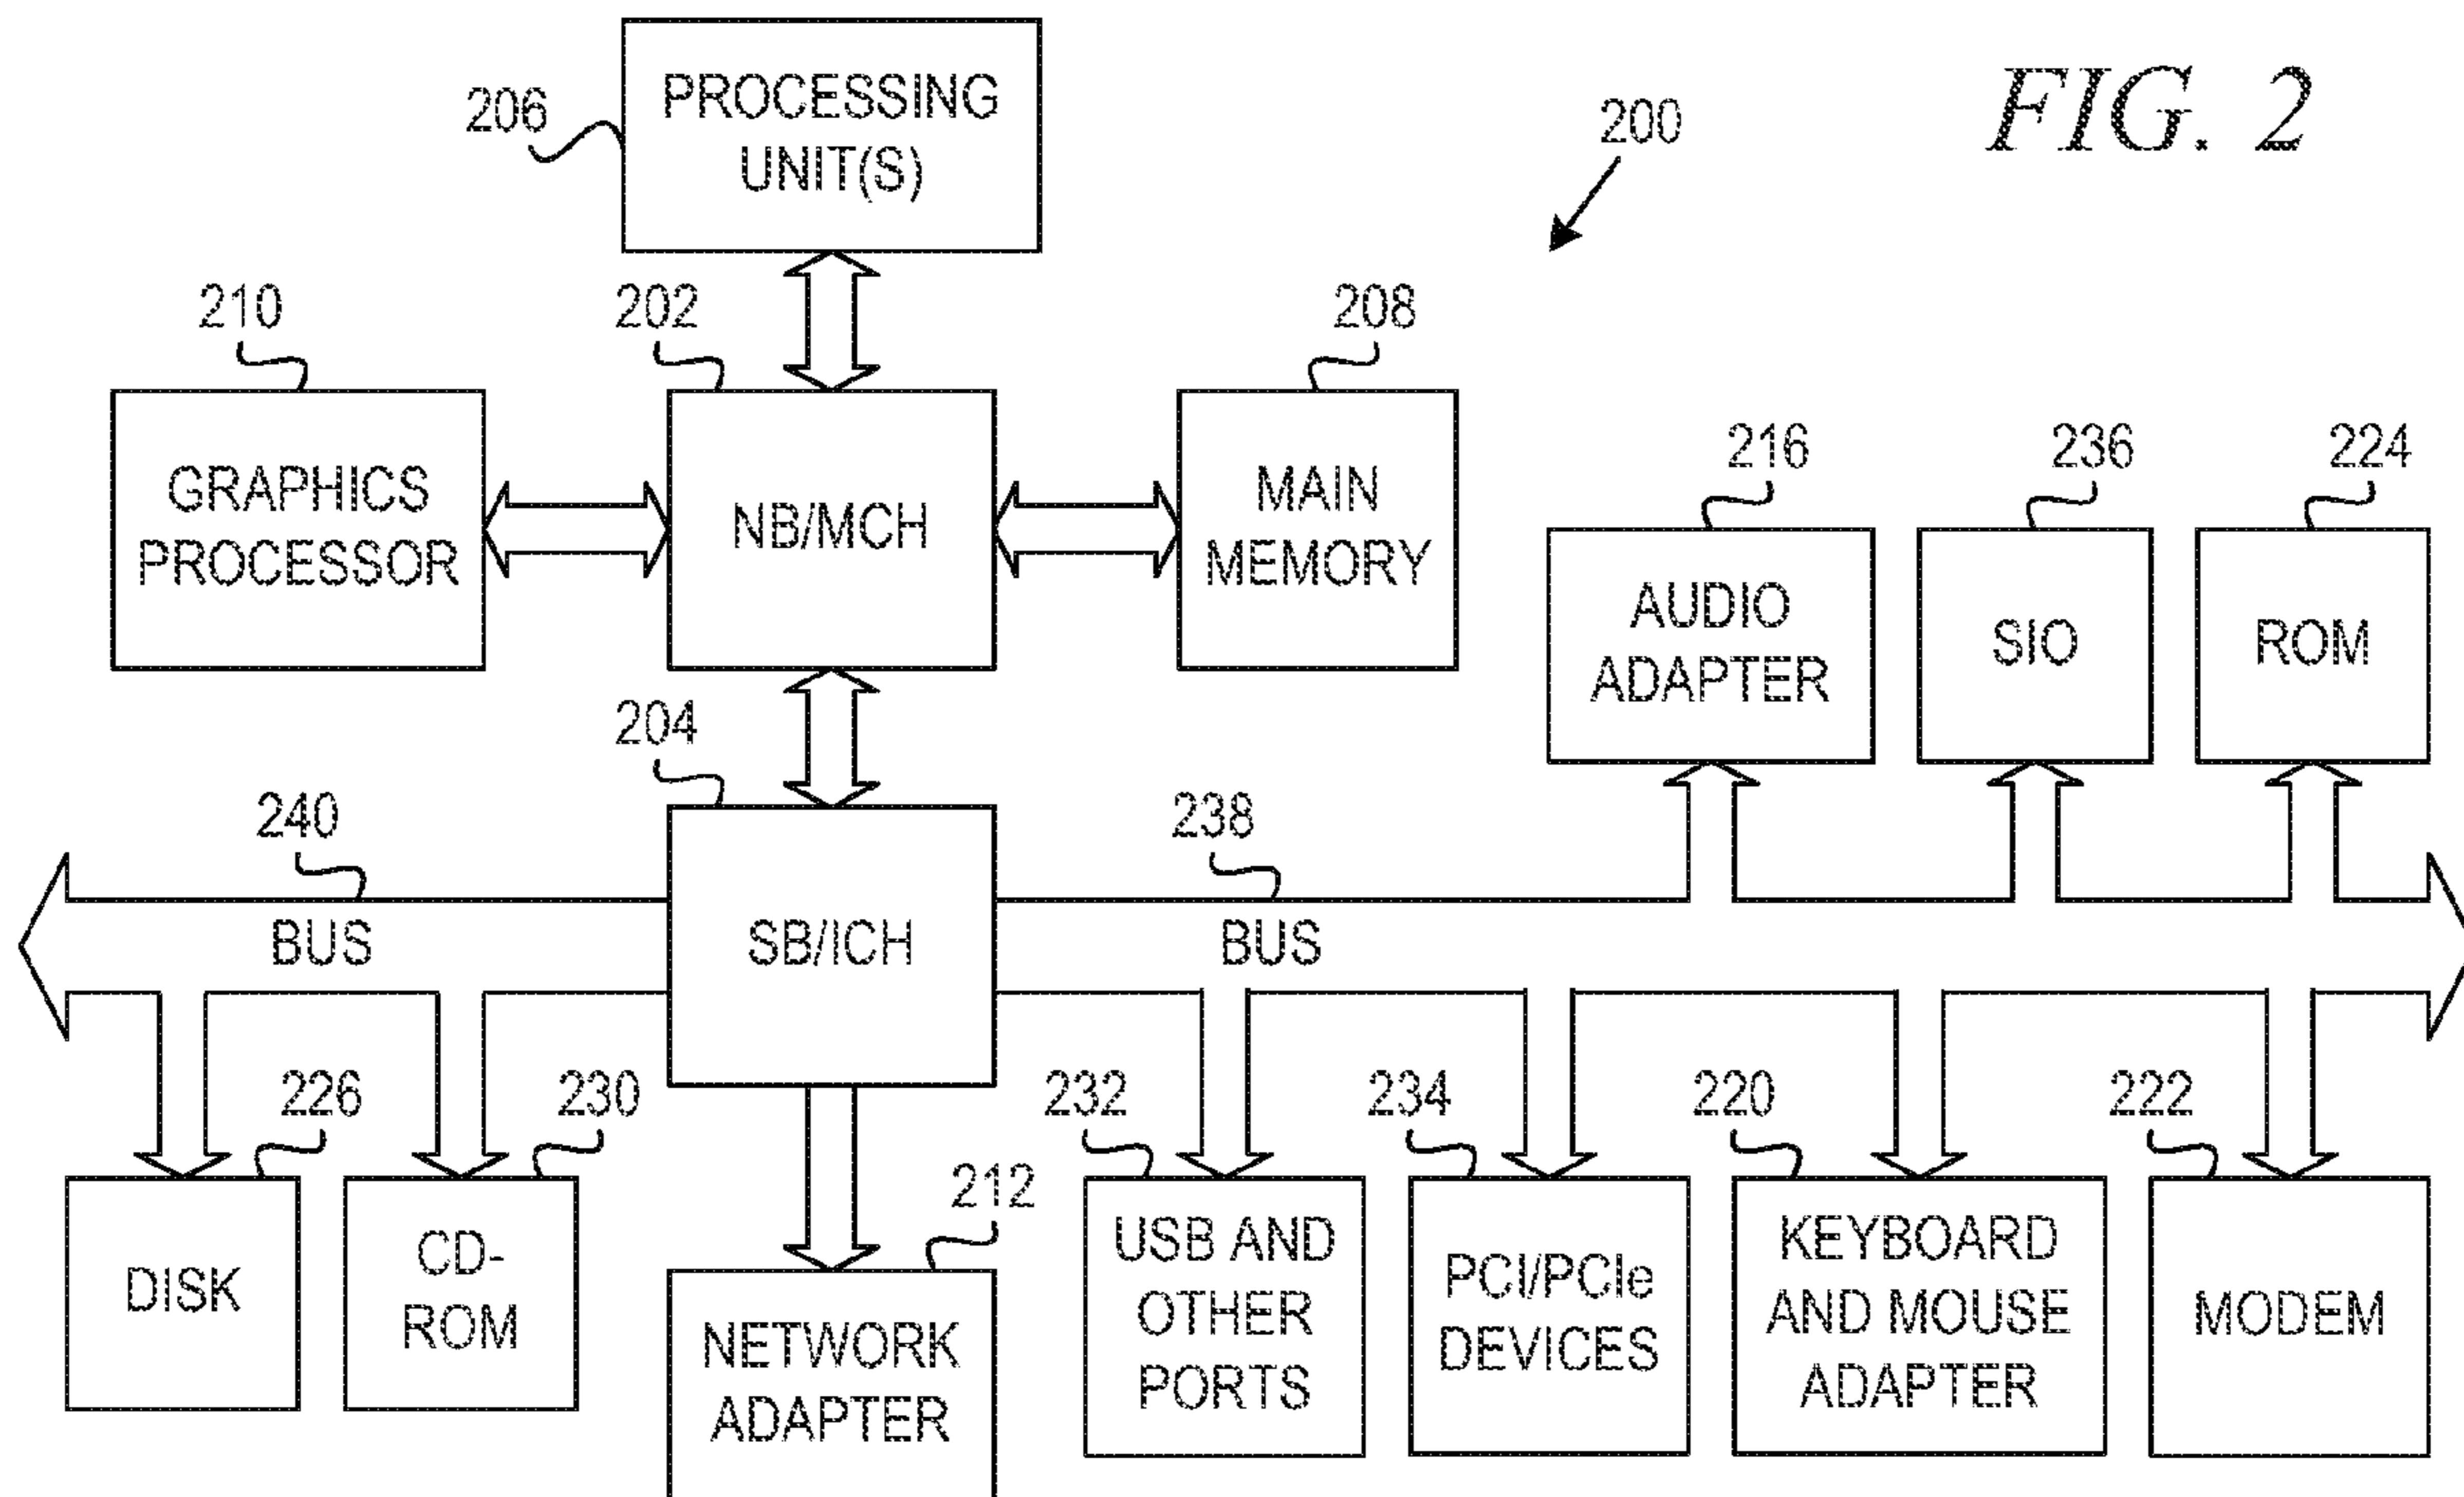 FIG. 2
200
206
PROCESSING
UNIT(S)
210
202
208
GRAPHICS
PROCESSOR
NB/MCH
MAIN
MEMORY
216
236
224
AUDIO
ADAPTER
SIO
ROM
204
240
238
BUS
SB/ICH
BUS
226
230
212
232
234
220
222
DISK
CD-
ROM
NETWORK
ADAPTER
USB AND
OTHER
PORTS
PCI/PCIe
DEVICES
KEYBOARD
AND MOUSE
ADAPTER
MODEM